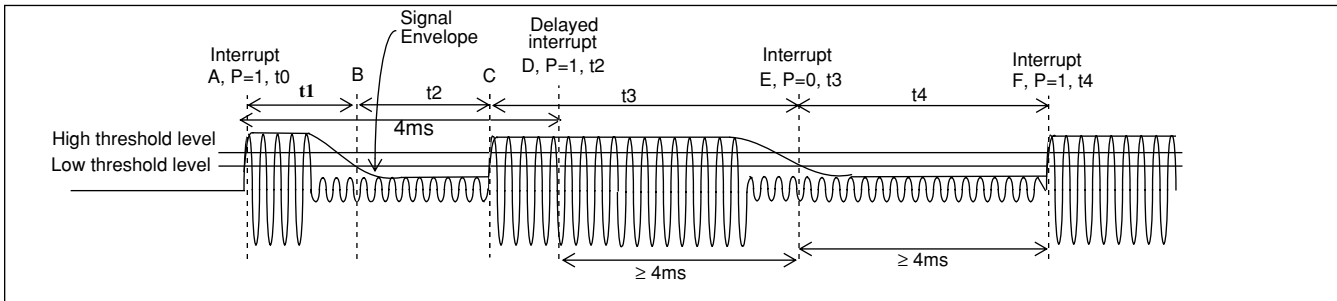 Signal
Envelope
Delayed
interrupt
D, P=1, t2
Interrupt
A, P=1, t0
B
C
Interrupt
E, P=0, t3
Interrupt
F, P=1, t4
t1
t2
t3
t4
4ms
High threshold level
Low threshold level
≥ 4ms
≥ 4ms